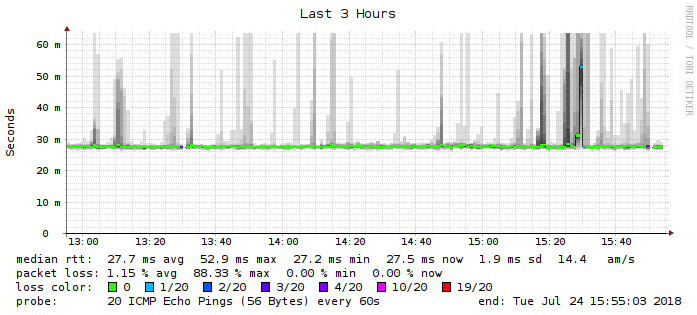 Last 3 Hours
RRDTOOL / TOBI OETIKER
Seconds
60 m
50 m
40 m
30 m
20 m
10 m
0
13:00 13:20 13:40 14:00 14:20 14:40 15:00 15:20 15:40
median rtt: 27.7 ms avg 52.9 ms max 27.2 ms min 27.5 ms now 1.9 ms sd 14.4 am/s
packet loss: 1.15 % avg 88.33 % max 0.00 % min 0.00 % now
loss color: 0 1/20 2/20 3/20 4/20 10/20 19/20
probe: 20 ICMP Echo Pings (56 Bytes) every 60s end: Tue Jul 24 15:55:03 2018